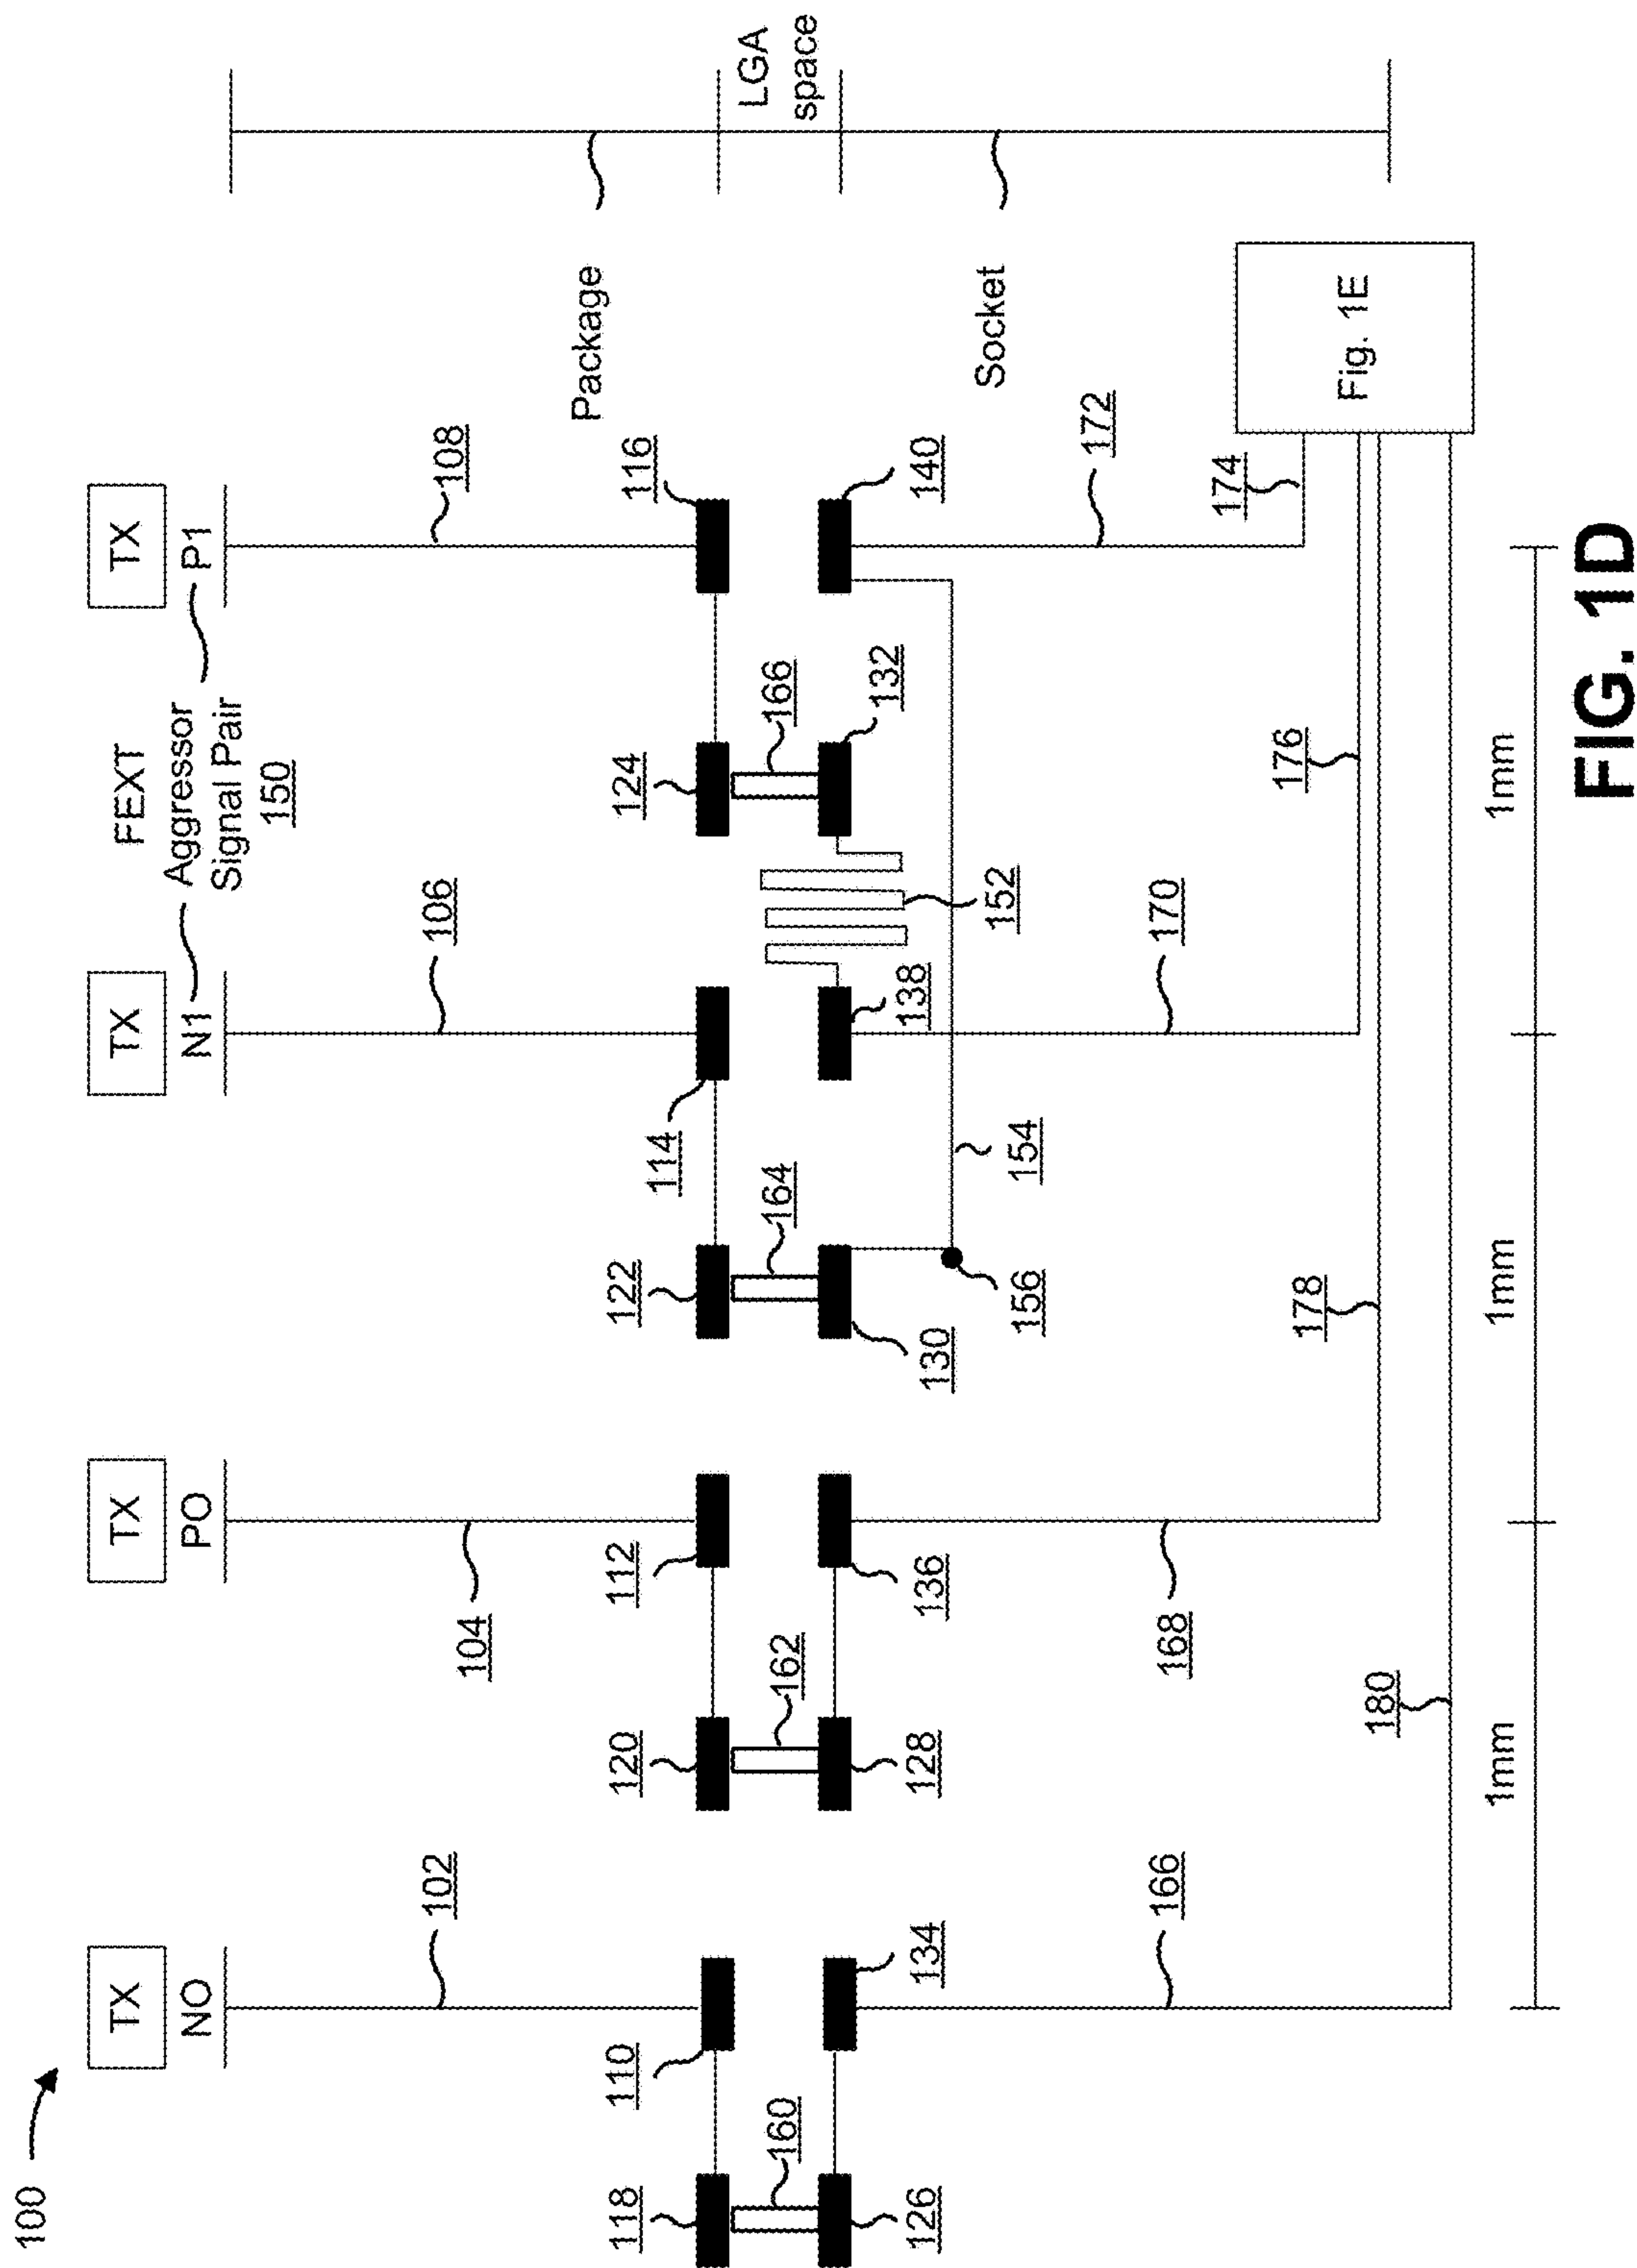 100
TX
NO
TX
PO
TX
N1
TX
P1
FEXT
Aggressor
Signal Pair
150
102
104
106
108
Package
LGA
space
Socket
118
110
120
112
122
114
124
116
160
162
164
166
126
134
128
136
130
138
132
140
152
154
156
166
168
170
172
174
176
178
180
Fig. 1E
1mm
1mm
1mm
FIG. 1D